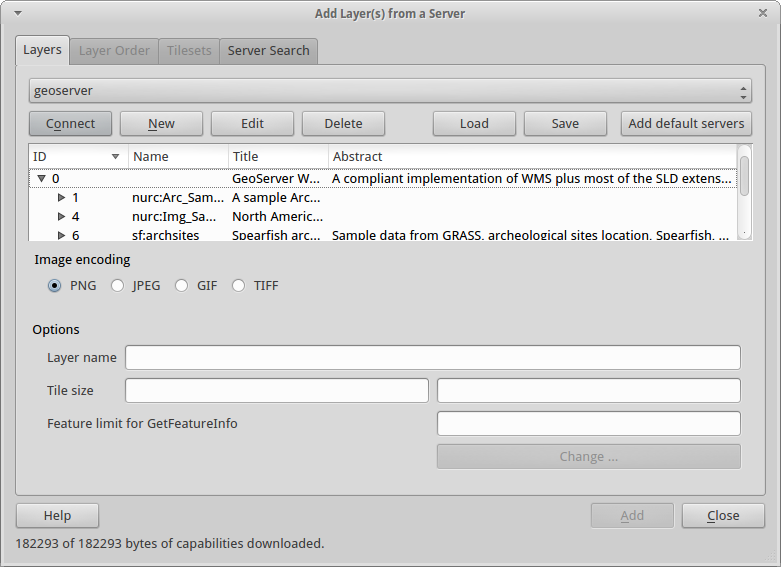 Add Layer(s) from a Server
Layers Layer Order Tilesets Server Search
geoserver
Connect New Edit Delete Load Save Add default servers
ID Name Title Abstract
0 GeoServer W... A compliant implementation of WMS plus most of the SLD extens...
1 nurc:Arc_Sam... A sample Arc...
4 nurc:Img_Sa... North Americ...
6 sf:archsites Spearfish arc... Sample data from GRASS, archeological sites location, Spearfish, ...
Image encoding
PNG JPEG GIF TIFF
Options
Layer name
Tile size
Feature limit for GetFeatureInfo
Change ...
Help Add Close
182293 of 182293 bytes of capabilities downloaded.